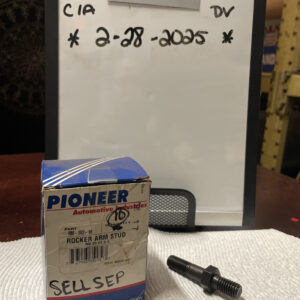 CIA DV
* 2-28-2025 *
PIONEER
Automotive Industries
10
ROCKER ARM STUD
SELL SEP